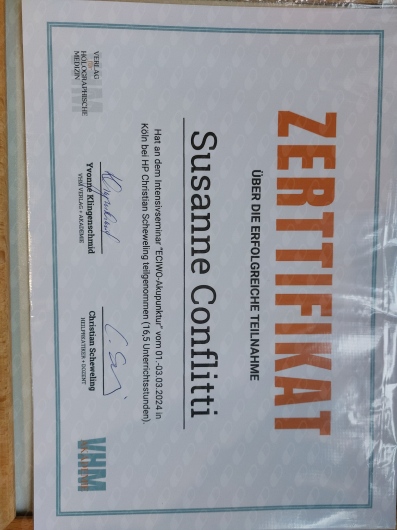 ZERTTIFIKAT
ÜBER DIE ERFOLGREICHE TEILNAHME
Susanne Conflitti
Hat an dem Intensivseminar "ECIWO-Akupunktur" vom 01.-03.03.2024 in
Köln bei HP Christian Scheweling teilgenommen (16,5 Unterrichtsstunden).
VERLAG
HOLOGRAPHISCHE
MEDIZIN
Yvonne Klingenschmid
VHM VERLAG + AKADEMIE
Christian Scheweling
HEILPRAKTIKER + DOZENT
VHM